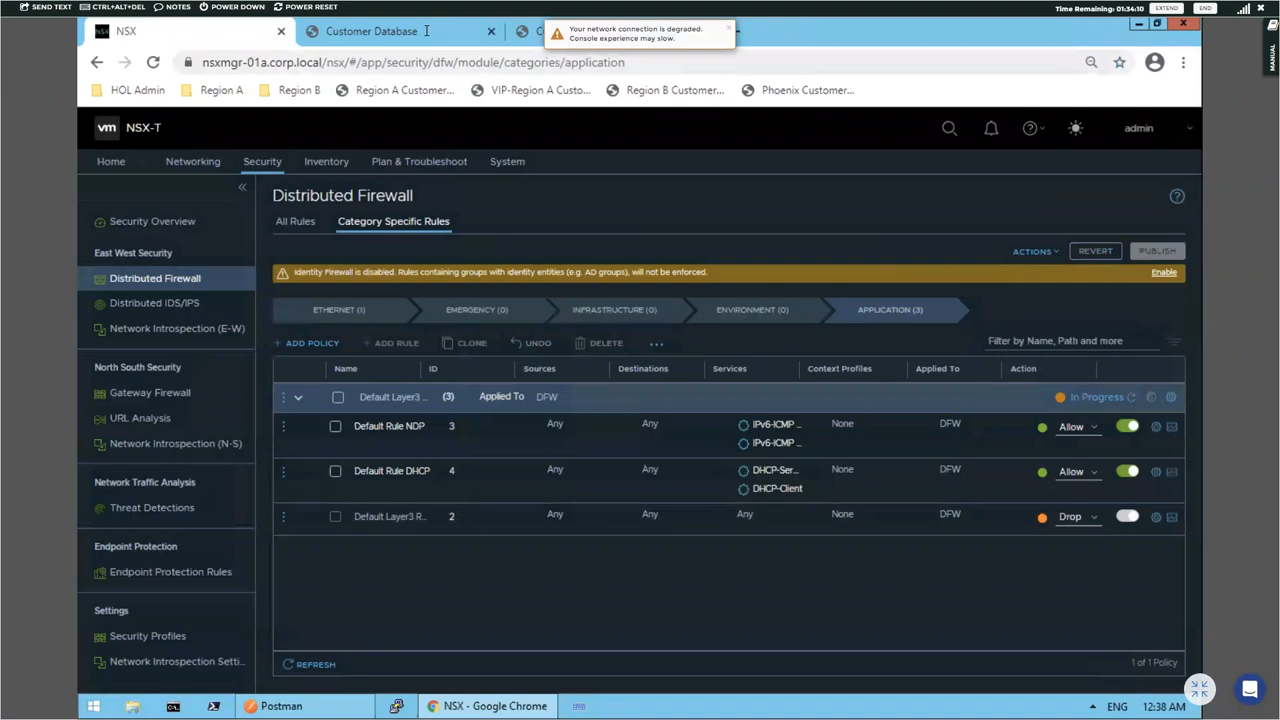 SEND TEXT
CTRL+ALT+DEL
NOTES
POWER DOWN
POWER RESET
Time Remaining: 01:34:10
EXTEND
END
MANUAL
NSX
Customer Database
Your network connection is degraded.
Console experience may slow.
nsxmgr-01a.corp.local/nsx/#/app/security/dfw/module/categories/application
HOL Admin
Region A
Region B
Region A Customer...
VIP-Region A Custo...
Region B Customer...
Phoenix Customer...
vm
NSX-T
admin
Home
Networking
Security
Inventory
Plan & Troubleshoot
System
Security Overview
East West Security
Distributed Firewall
Distributed IDS/IPS
Network Introspection (E-W)
North South Security
Gateway Firewall
URL Analysis
Network Introspection (N-S)
Network Traffic Analysis
Threat Detections
Endpoint Protection
Endpoint Protection Rules
Settings
Security Profiles
Network Introspection Setti...
Distributed Firewall
All Rules
Category Specific Rules
ACTIONS
REVERT
PUBLISH
Identity Firewall is disabled. Rules containing groups with identity entities (e.g. AD groups), will not be enforced.
Enable
ETHERNET (1)
EMERGENCY (0)
INFRASTRUCTURE (0)
ENVIRONMENT (0)
APPLICATION (3)
+ ADD POLICY
+ ADD RULE
CLONE
UNDO
DELETE
...
Filter by Name, Path and more
Name ID Sources Destinations Services Context Profiles Applied To Action
Default Layer3 ... (3) Applied To DFW In Progress
Default Rule NDP 3 Any Any IPv6-ICMP ... None DFW Allow
IPv6-ICMP ...
Default Rule DHCP 4 Any Any DHCP-Ser... None DFW Allow
DHCP-Client
Default Layer3 R... 2 Any Any Any None DFW Drop
REFRESH
1 of 1 Policy
Postman
NSX - Google Chrome
ENG
12:38 AM